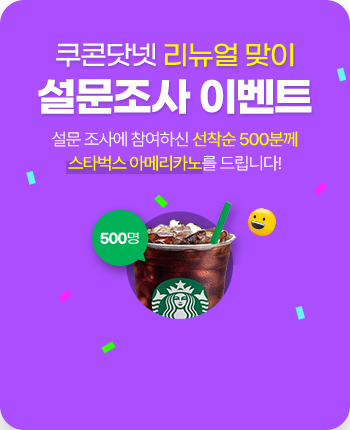 쿠콘닷넷 리뉴얼 맞이
설문조사 이벤트
설문 조사에 참여하신 선착순 500분께
스타벅스 아메리카노를 드립니다!
500명